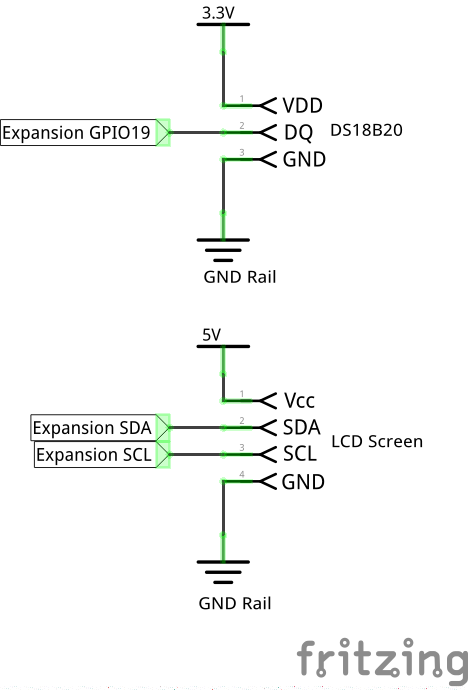 3.3V
1 VDD
Expansion GPIO19 2 DQ DS18B20
3 GND
GND Rail
5V
1 Vcc
Expansion SDA 2 SDA
LCD Screen
Expansion SCL 3 SCL
4 GND
GND Rail
fritzing